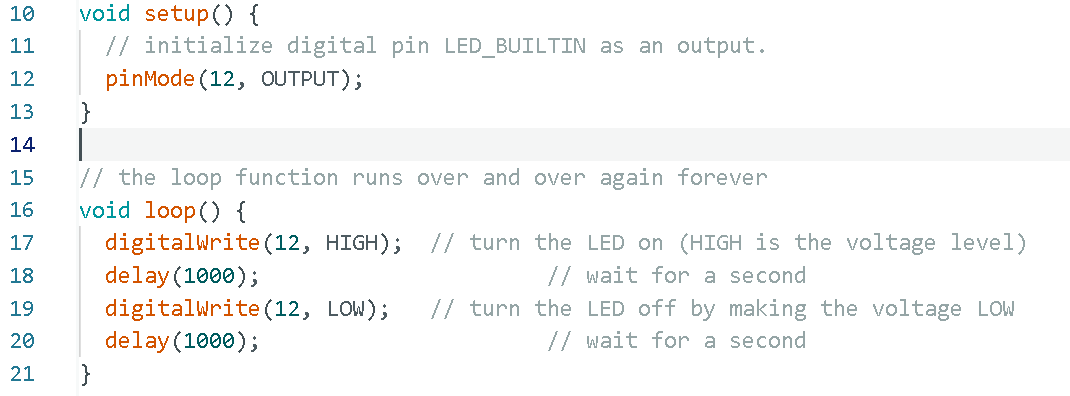 10 void setup() {
11 // initialize digital pin LED_BUILTIN as an output.
12 pinMode(12, OUTPUT);
13 }
14
15 // the loop function runs over and over again forever
16 void loop() {
17 digitalWrite(12, HIGH); // turn the LED on (HIGH is the voltage level)
18 delay(1000); // wait for a second
19 digitalWrite(12, LOW); // turn the LED off by making the voltage LOW
20 delay(1000); // wait for a second
21 }